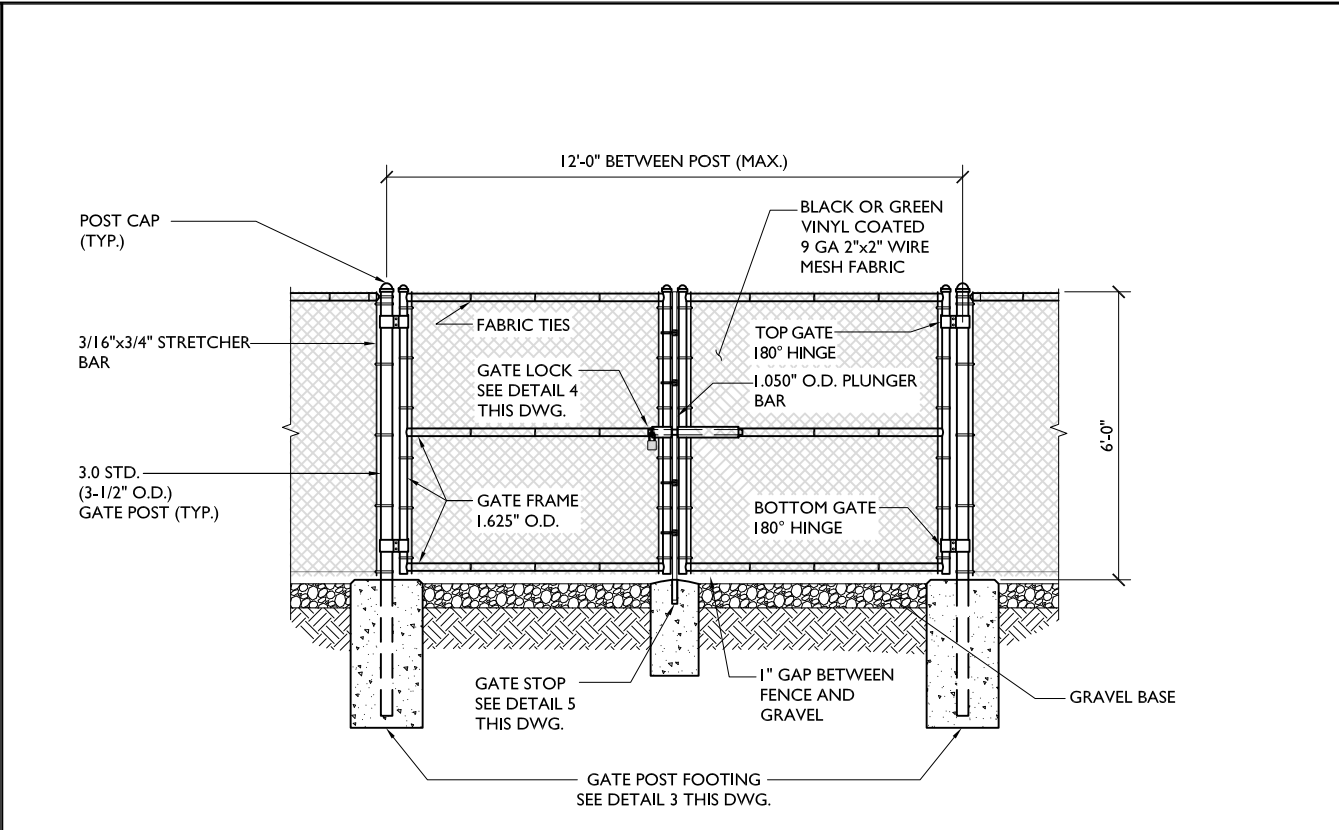 12'-0" BETWEEN POST (MAX.)
POST CAP
(TYP.)
BLACK OR GREEN
VINYL COATED
9 GA 2"x2" WIRE
MESH FABRIC
FABRIC TIES
3/16"x3/4" STRETCHER
BAR
TOP GATE
180° HINGE
GATE LOCK
SEE DETAIL 4
THIS DWG.
1.050" O.D. PLUNGER
BAR
6'-0"
3.0 STD.
(3-1/2" O.D.)
GATE POST (TYP.)
GATE FRAME
1.625" O.D.
BOTTOM GATE
180° HINGE
GATE STOP
SEE DETAIL 5
THIS DWG.
1" GAP BETWEEN
FENCE AND
GRAVEL
GRAVEL BASE
GATE POST FOOTING
SEE DETAIL 3 THIS DWG.